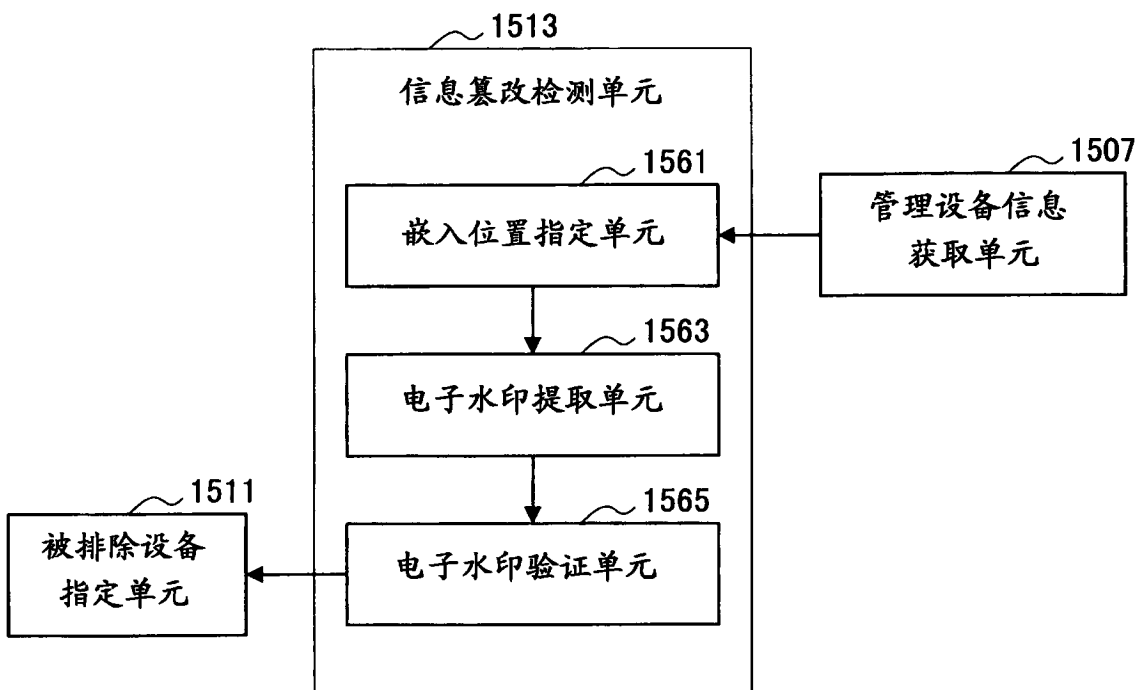 1513
信息篡改检测单元
1561
嵌入位置指定单元
1507
管理设备信息
获取单元
1563
电子水印提取单元
1511
被排除设备
指定单元
1565
电子水印验证单元